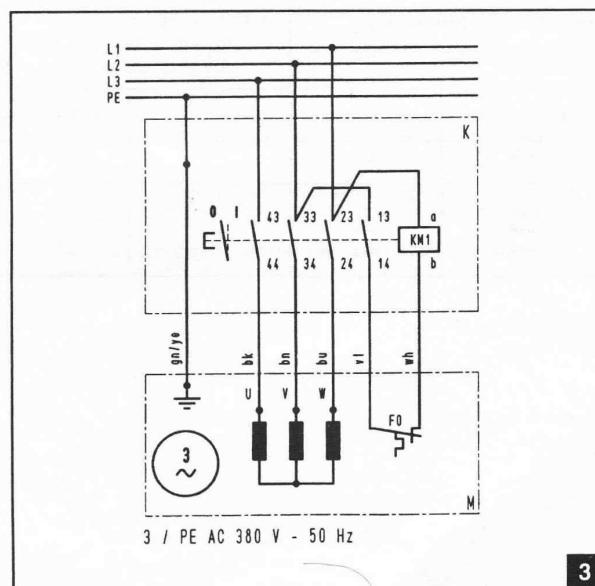 L1
L2
L3
PE
K
0 I 43 33 23 13 a
KM1
44 34 24 14 b
gn/ye bk bn bu vl wh
U V W F0
3
~
M
3 / PE AC 380 V - 50 Hz
3